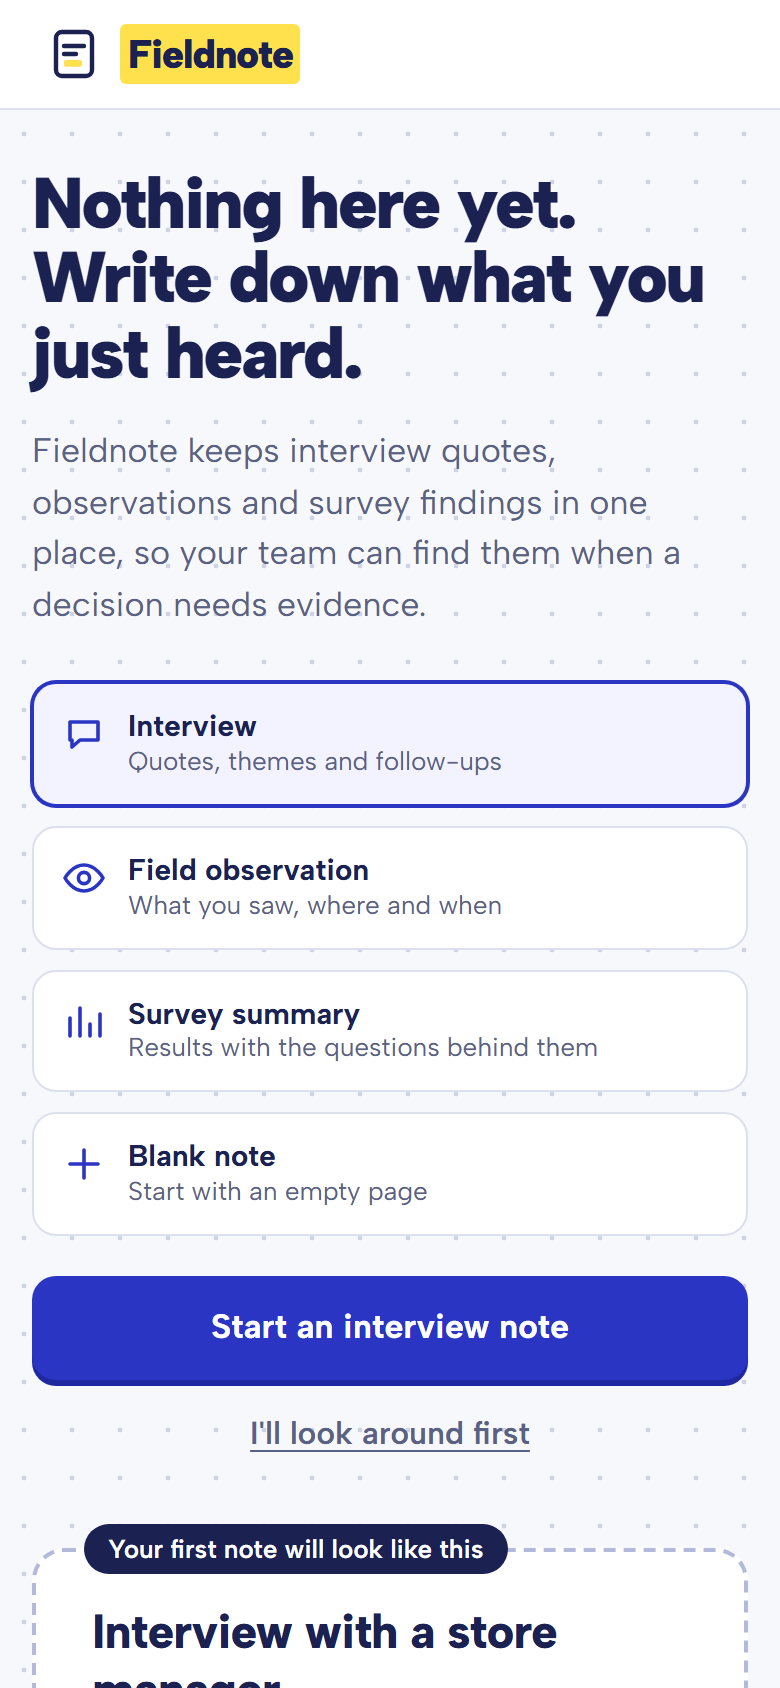 Fieldnote
Nothing here yet.
Write down what you
just heard.
Fieldnote keeps interview quotes,
observations and survey findings in one
place, so your team can find them when a
decision needs evidence.
Interview
Quotes, themes and follow-ups
Field observation
What you saw, where and when
Survey summary
Results with the questions behind them
Blank note
Start with an empty page
Start an interview note
I'll look around first
Your first note will look like this
Interview with a store
manager